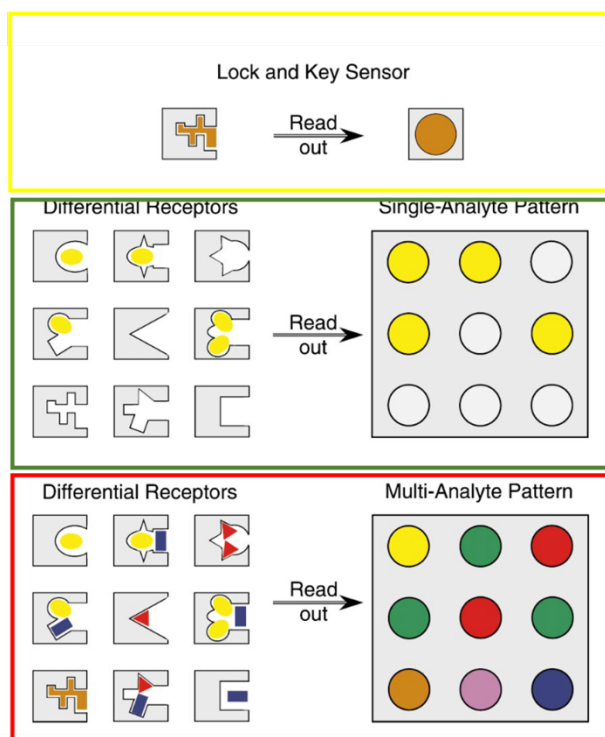 Lock and Key Sensor
Read
out
Differential Receptors
Single-Analyte Pattern
Read
out
Differential Receptors
Multi-Analyte Pattern
Read
out